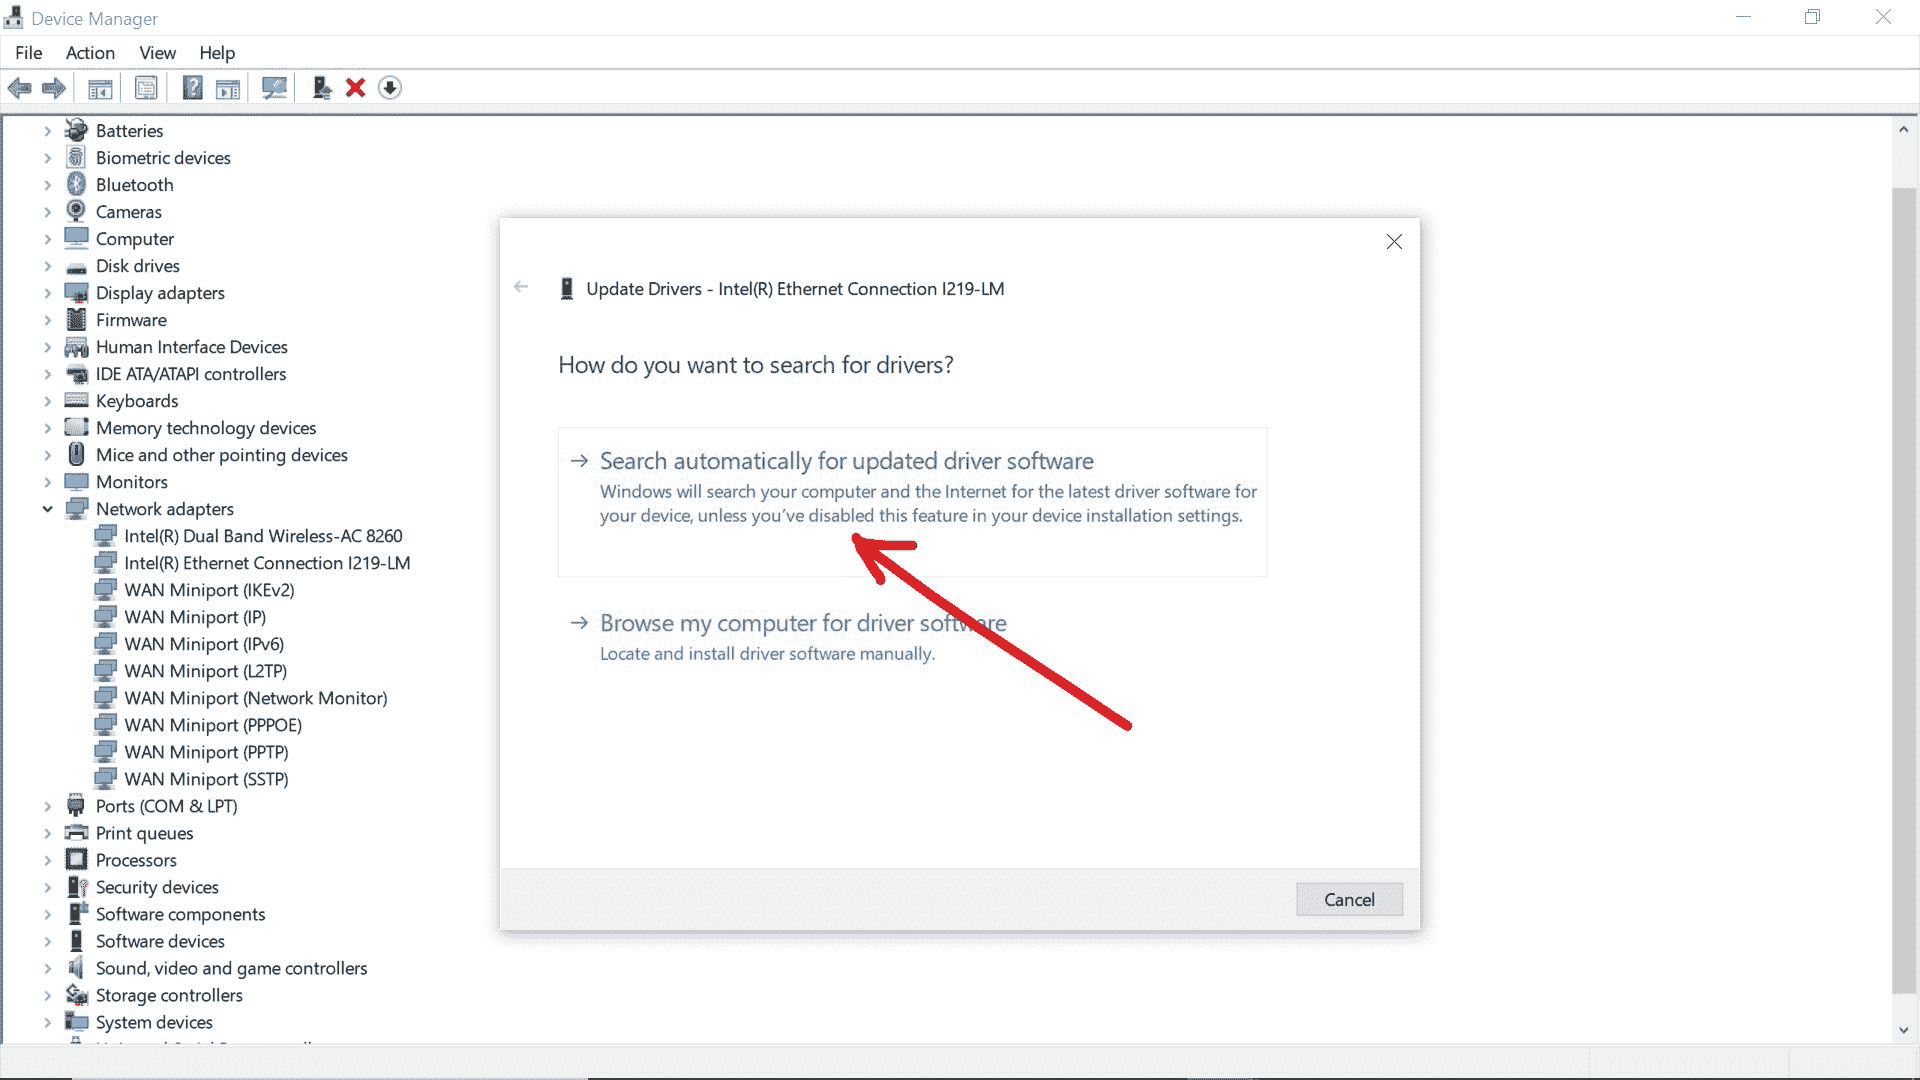 Device Manager
File Action View Help
Batteries
Biometric devices
Bluetooth
Cameras
Computer
Disk drives
Display adapters
Firmware
Human Interface Devices
IDE ATA/ATAPI controllers
Keyboards
Memory technology devices
Mice and other pointing devices
Monitors
Network adapters
Intel(R) Dual Band Wireless-AC 8260
Intel(R) Ethernet Connection I219-LM
WAN Miniport (IKEv2)
WAN Miniport (IP)
WAN Miniport (IPv6)
WAN Miniport (L2TP)
WAN Miniport (Network Monitor)
WAN Miniport (PPPOE)
WAN Miniport (PPTP)
WAN Miniport (SSTP)
Ports (COM & LPT)
Print queues
Processors
Security devices
Software components
Software devices
Sound, video and game controllers
Storage controllers
System devices
Update Drivers - Intel(R) Ethernet Connection I219-LM
How do you want to search for drivers?
Search automatically for updated driver software
Windows will search your computer and the Internet for the latest driver software for
your device, unless you've disabled this feature in your device installation settings.
Browse my computer for driver software
Locate and install driver software manually.
Cancel